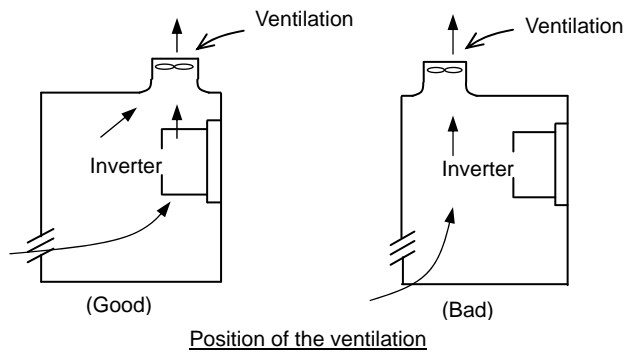 Ventilation
Inverter
(Good)
Ventilation
Inverter
(Bad)
Position of the ventilation